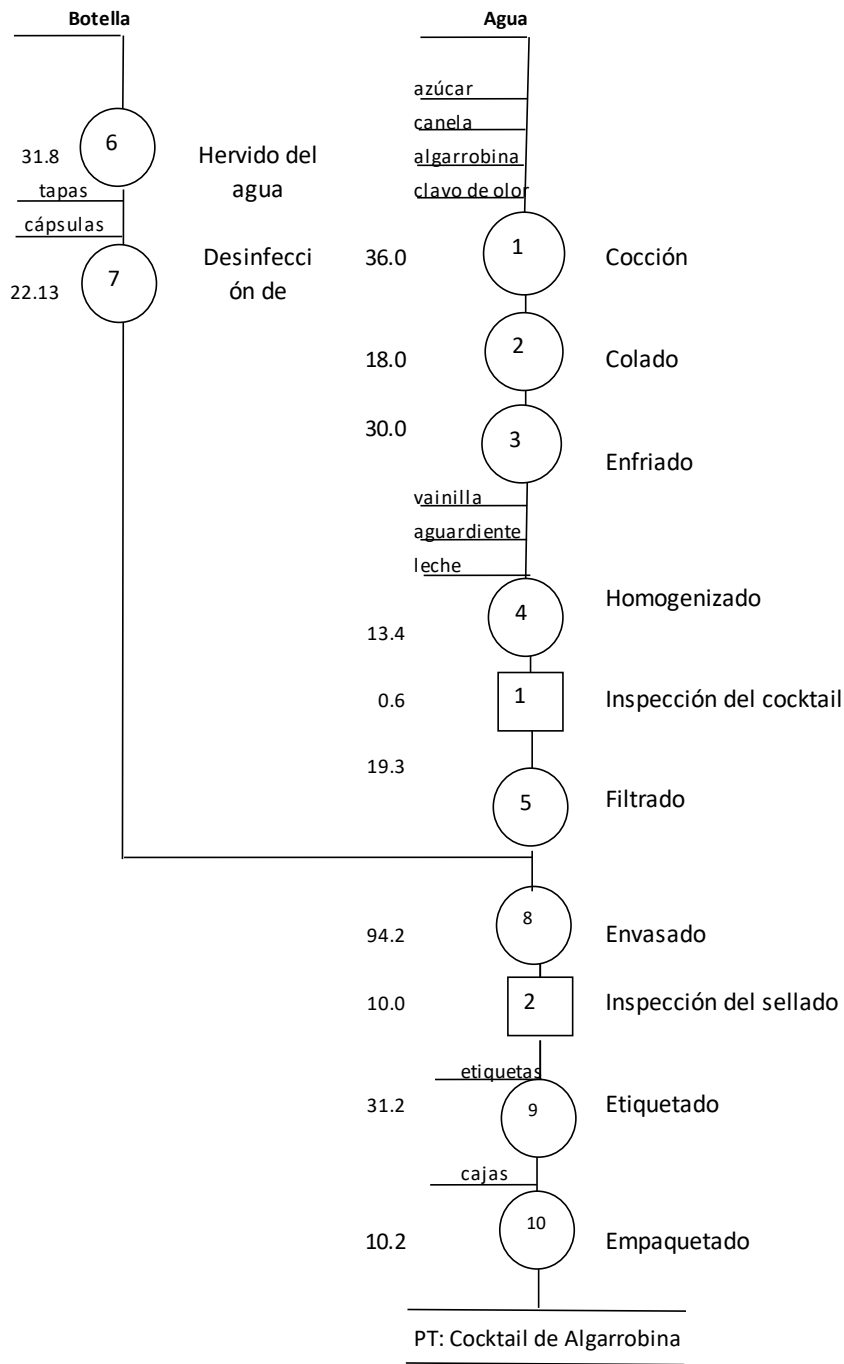 Botella
6
31.8
Hervido del
agua
tapas
cápsulas
7
22.13
Desinfecci
ón de
Agua
azúcar
canela
algarrobina
clavo de olor
1
36.0
Cocción
2
18.0
Colado
30.0
3
Enfriado
vainilla
aguardiente
leche
4
Homogenizado
13.4
0.6
1
Inspección del cocktail
19.3
5
Filtrado
8
94.2
Envasado
10.0
2
Inspección del sellado
etiquetas
31.2
9
Etiquetado
cajas
10
10.2
Empaquetado
PT: Cocktail de Algarrobina